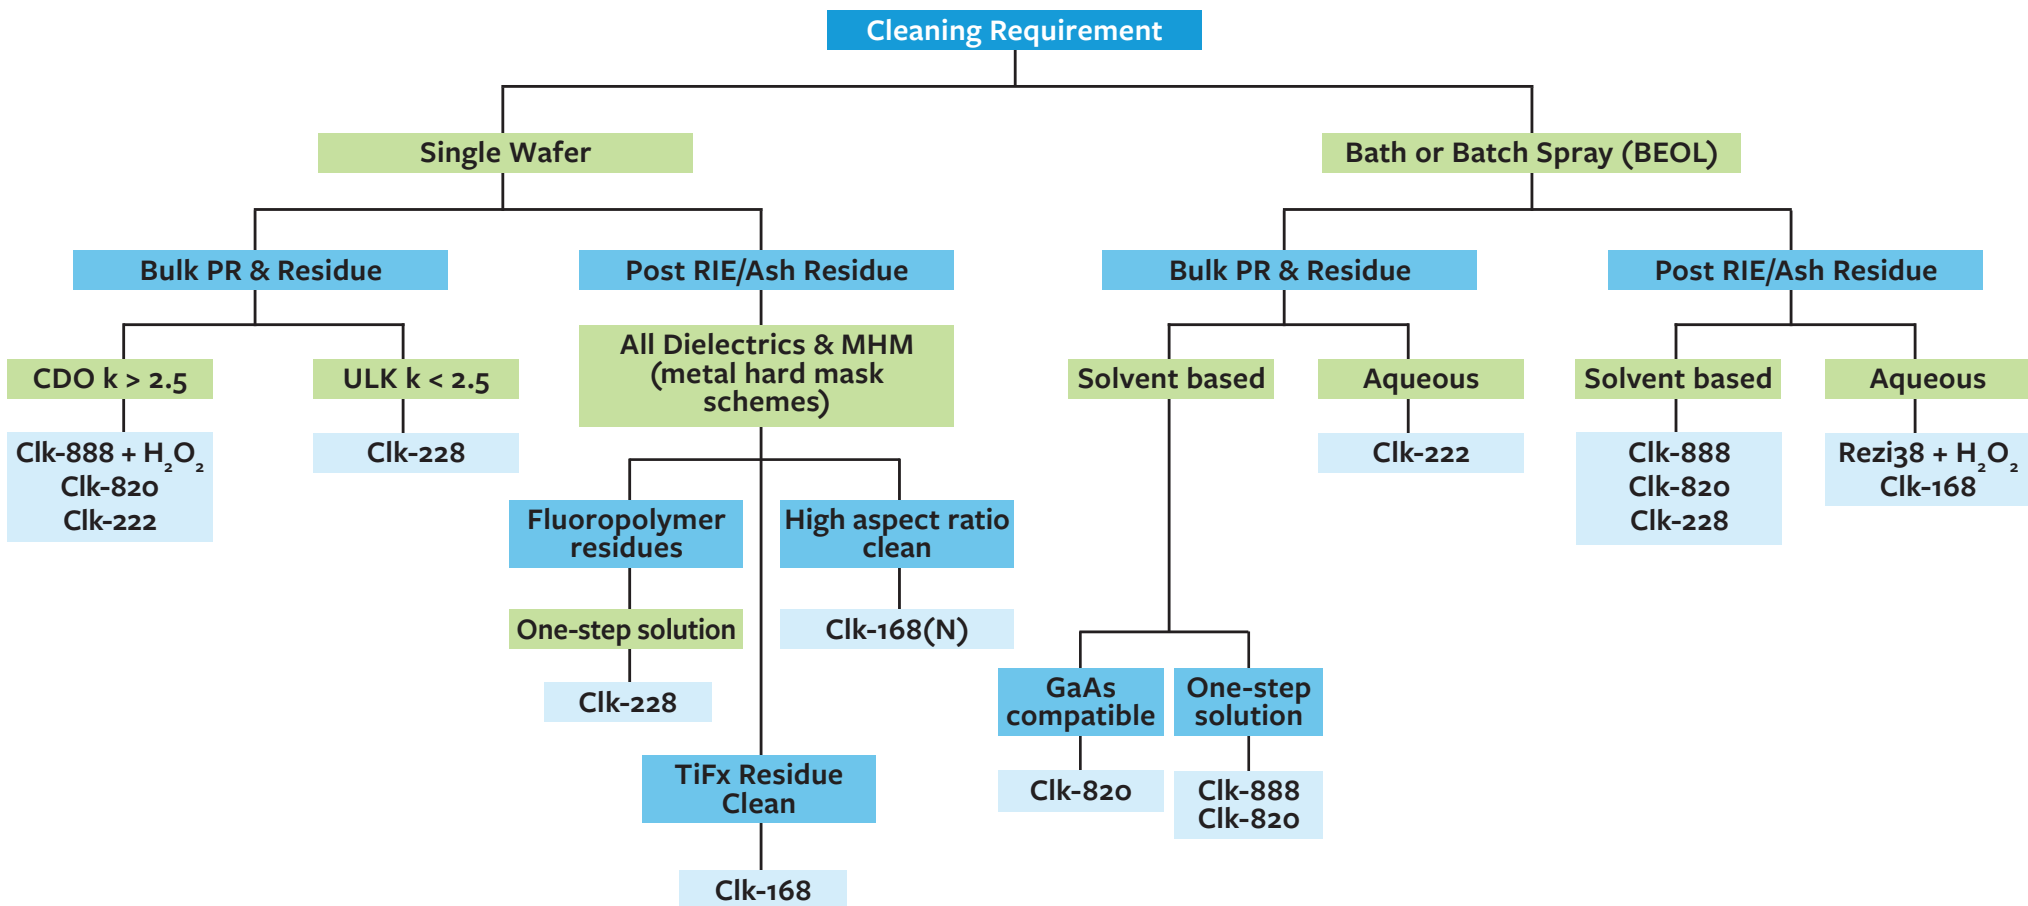 Cleaning Requirement
Single Wafer
Bath or Batch Spray (BEOL)
Bulk PR & Residue
Post RIE/Ash Residue
Bulk PR & Residue
Post RIE/Ash Residue
CDO k > 2.5
ULK k < 2.5
All Dielectrics & MHM
(metal hard mask
schemes)
Solvent based
Aqueous
Solvent based
Aqueous
Clk-888 + H₂O₂
Clk-820
Clk-222
Clk-228
Clk-222
Clk-888
Clk-820
Clk-228
Rezi38 + H₂O₂
Clk-168
Fluoropolymer
residues
High aspect ratio
clean
One-step solution
Clk-168(N)
Clk-228
GaAs
compatible
One-step
solution
TiFx Residue
Clean
Clk-820
Clk-888
Clk-820
Clk-168